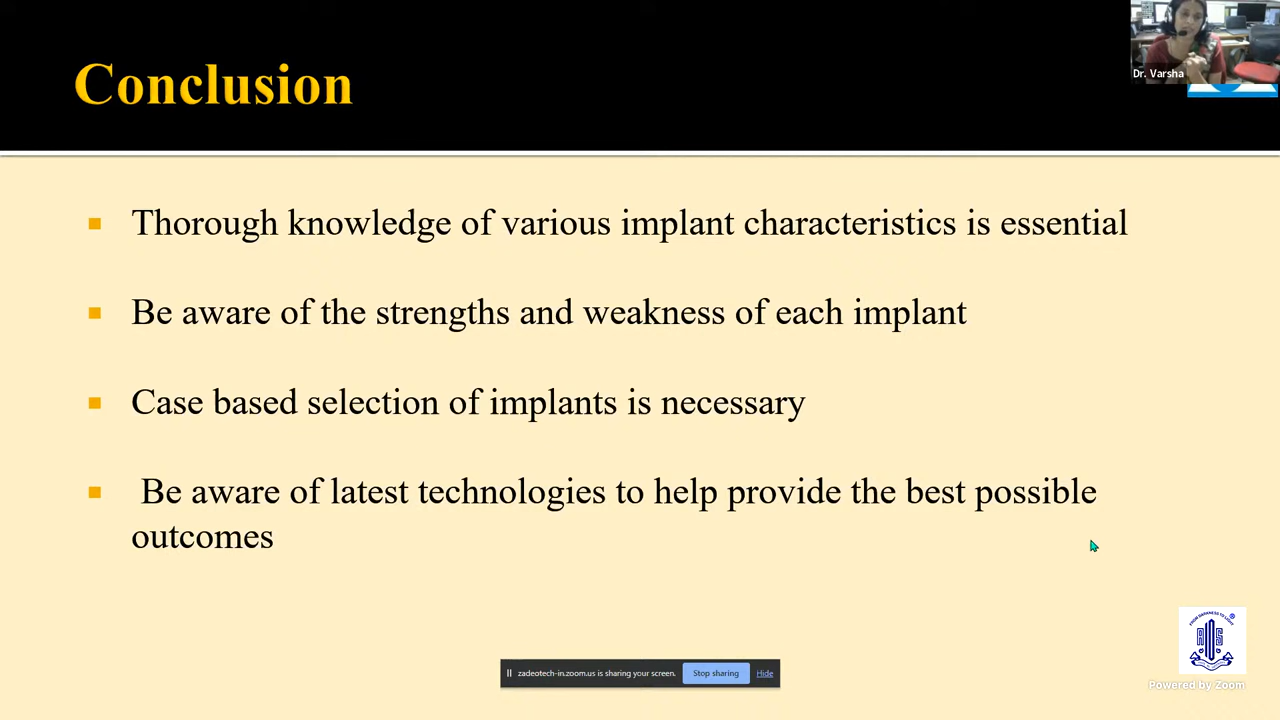 Conclusion
Dr. Varsha
Thorough knowledge of various implant characteristics is essential
Be aware of the strengths and weakness of each implant
Case based selection of implants is necessary
Be aware of latest technologies to help provide the best possible
outcomes
zadeotech-in.zoom.us is sharing your screen. Stop sharing Hide
Powered by Zoom